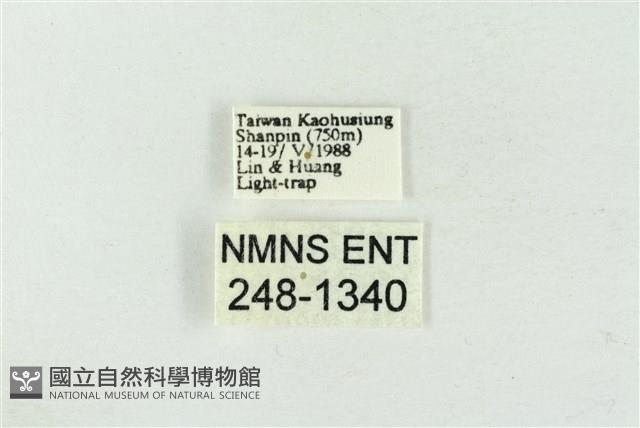 Taiwan Kaohusiung
Shanpin (750m)
14-19/ V/1988
Lin & Huang
Light-trap
NMNS ENT
248-1340
國立自然科學博物館
NATIONAL MUSEUM OF NATURAL SCIENCE